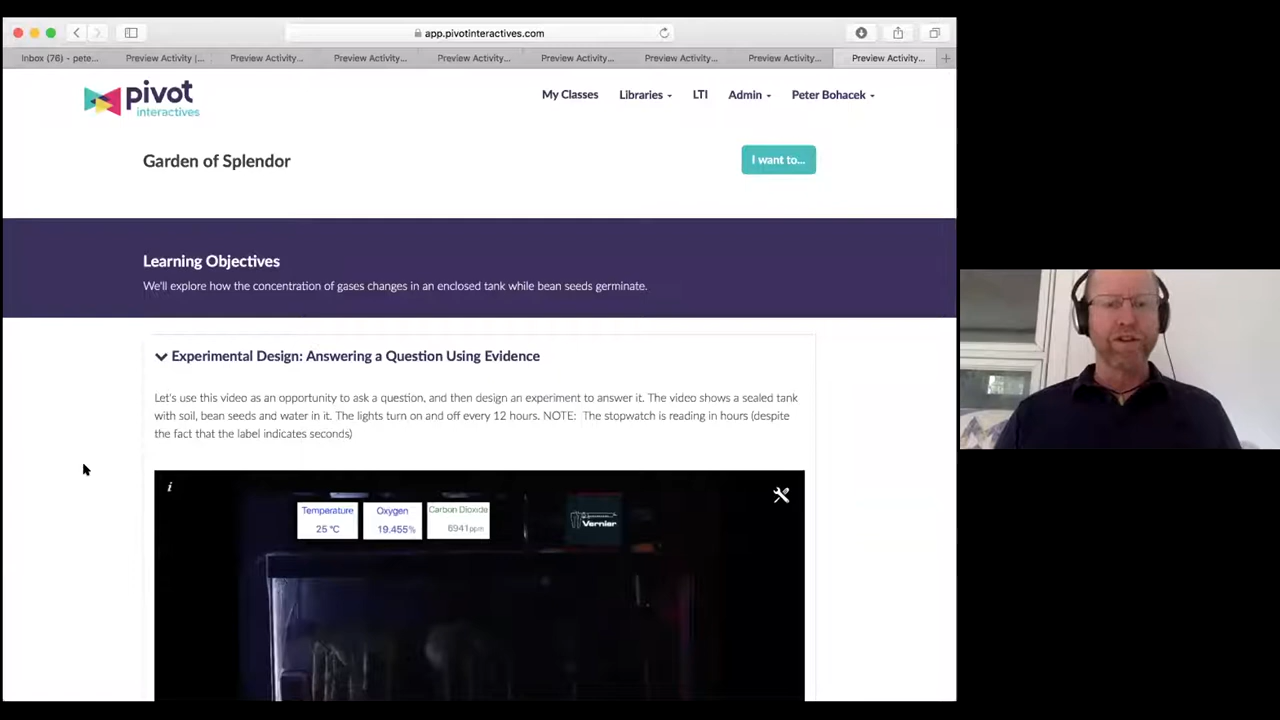 app.pivotinteractives.com
Inbox (76) - pete...
Preview Activity |...
Preview Activity...
Preview Activity...
Preview Activity...
Preview Activity...
Preview Activity...
Preview Activity...
Preview Activity...
pivot
interactives
My Classes
Libraries
LTI
Admin
Peter Bohacek
Garden of Splendor
I want to...
Learning Objectives
We'll explore how the concentration of gases changes in an enclosed tank while bean seeds germinate.
Experimental Design: Answering a Question Using Evidence
Let's use this video as an opportunity to ask a question, and then design an experiment to answer it. The video shows a sealed tank
with soil, bean seeds and water in it. The lights turn on and off every 12 hours. NOTE: The stopwatch is reading in hours (despite
the fact that the label indicates seconds)
i
Temperature
25 °C
Oxygen
19.455%
Carbon Dioxide
6941ppm
Vernier